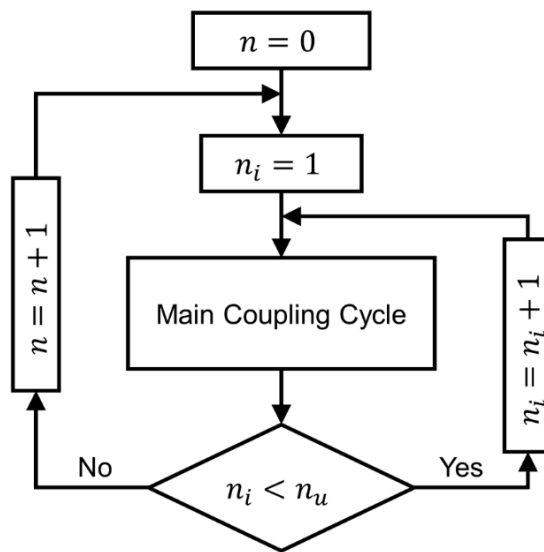 n = 0
n_i = 1
n = n + 1
Main Coupling Cycle
n_i = n_i + 1
No
n_i < n_u
Yes